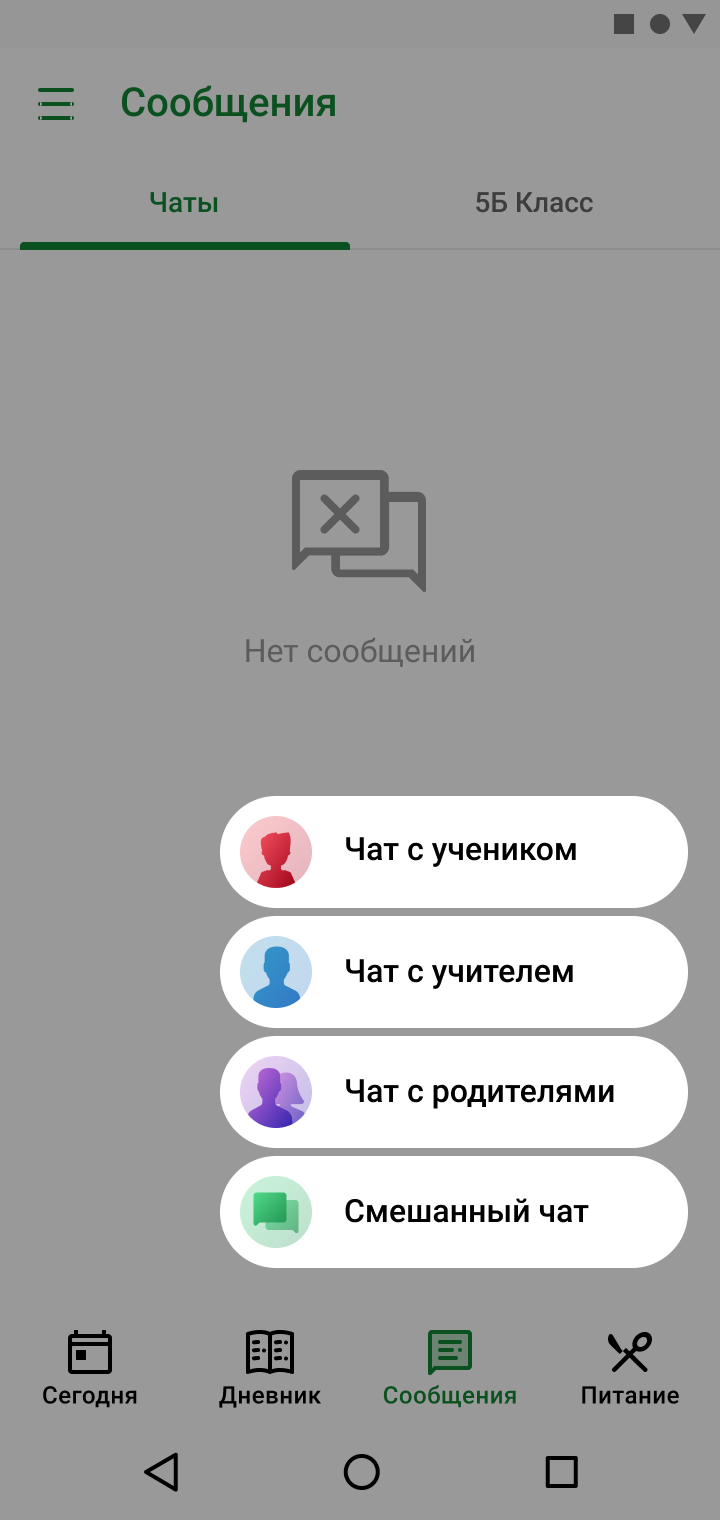 Сообщения
Чаты
5Б Класс
Нет сообщений
Чат с учеником
Чат с учителем
Чат с родителями
Смешанный чат
Сегодня
Дневник
Сообщения
Питание